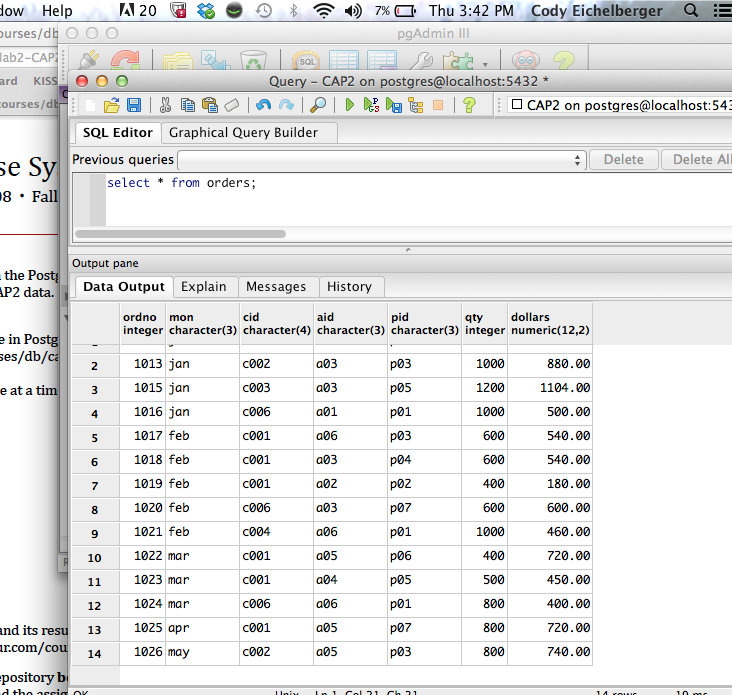 dow Help 20 7% Thu 3:42 PM Cody Eichelberger
ourses/db pgAdmin III
lab2-CAP2
ard KISS
courses/db
Query – CAP2 on postgres@localhost:5432 *
CAP2 on postgres@localhost:543
SQL Editor Graphical Query Builder
Previous queries Delete Delete All
select * from orders;
se Sy
08 • Fall
Output pane
n the Postg
AP2 data.
Data Output Explain Messages History
ordno mon cid aid pid qty dollars
integer character(3) character(4) character(3) character(3) integer numeric(12,2)
e in Postg
ses/db/ca
e at a tim
2 1013 jan c002 a03 p03 1000 880.00
3 1015 jan c003 a03 p05 1200 1104.00
4 1016 jan c006 a01 p01 1000 500.00
5 1017 feb c001 a06 p03 600 540.00
6 1018 feb c001 a03 p04 600 540.00
7 1019 feb c001 a02 p02 400 180.00
8 1020 feb c006 a03 p07 600 600.00
9 1021 feb c004 a06 p01 1000 460.00
10 1022 mar c001 a05 p06 400 720.00
11 1023 mar c001 a04 p05 500 450.00
12 1024 mar c006 a06 p01 800 400.00
13 1025 apr c001 a05 p07 800 720.00
14 1026 may c002 a05 p03 800 740.00
and its resu
ur.com/cou
epository b
d the assig
OK Unix Ln 1, Col 21, Ch 21 14 rows. 19 ms